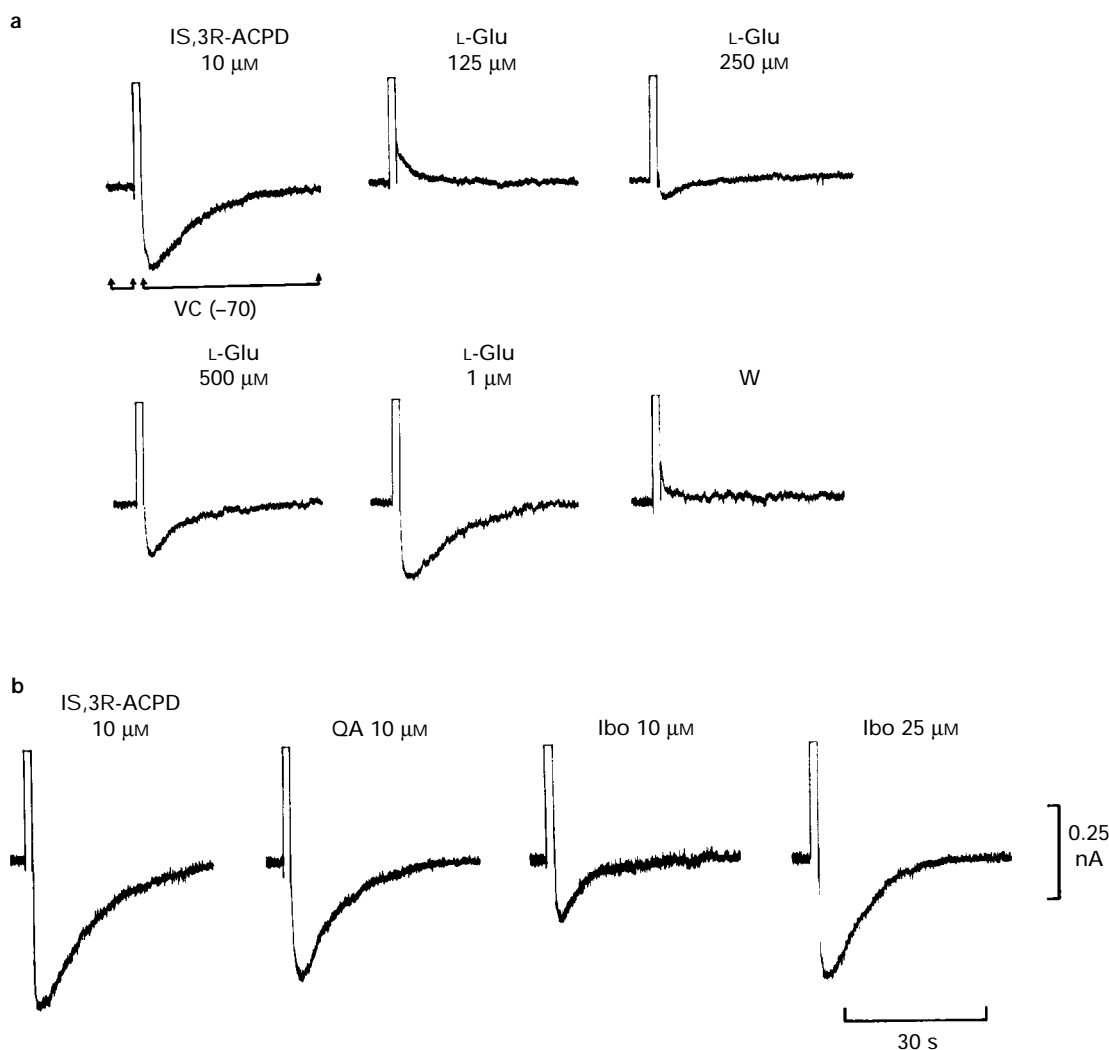 a
IS,3R-ACPD
10 μM
L-Glu
125 μM
L-Glu
250 μM
VC (–70)
L-Glu
500 μM
L-Glu
1 μM
W
b
IS,3R-ACPD
10 μM
QA 10 μM
Ibo 10 μM
Ibo 25 μM
0.25
nA
30 s